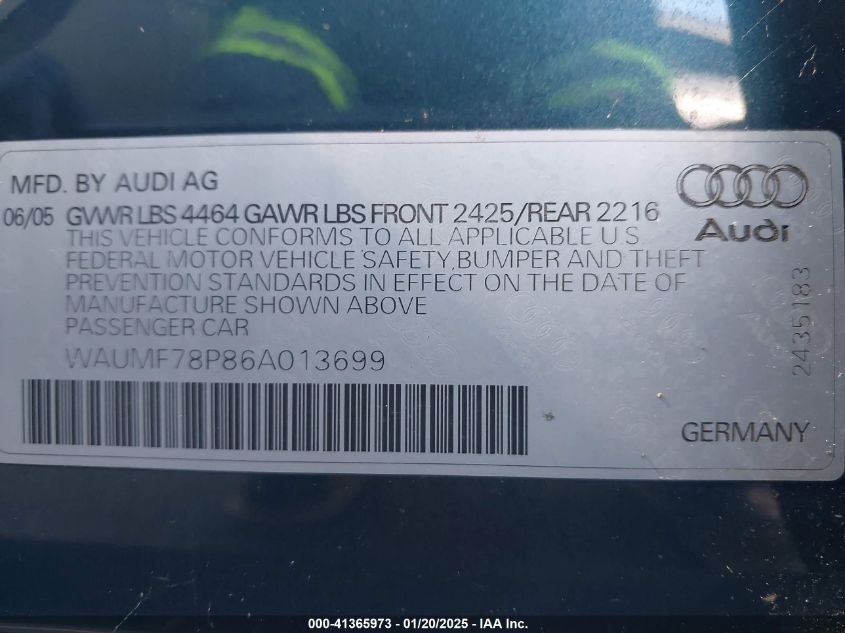 MFD. BY AUDI AG
06/05 GVWR LBS 4464 GAWR LBS FRONT 2425/REAR 2216
THIS VEHICLE CONFORMS TO ALL APPLICABLE U S
FEDERAL MOTOR VEHICLE SAFETY,BUMPER AND THEFT
PREVENTION STANDARDS IN EFFECT ON THE DATE OF
MANUFACTURE SHOWN ABOVE
PASSENGER CAR
WAUMF78P86A013699
Audi
2435183
GERMANY
000-41365973 - 01/20/2025 - IAA Inc.